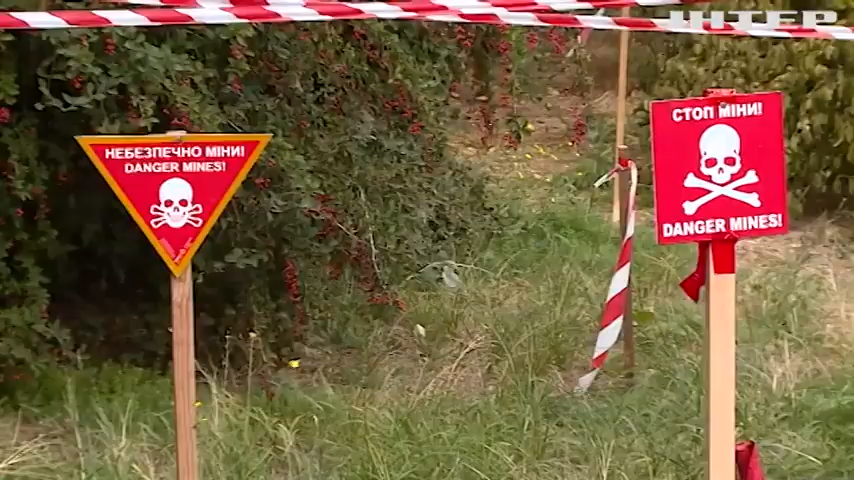 ІНТЕР
НЕБЕЗПЕЧНО МІНИ!
DANGER MINES!
СТОП МІНИ!
DANGER MINES!